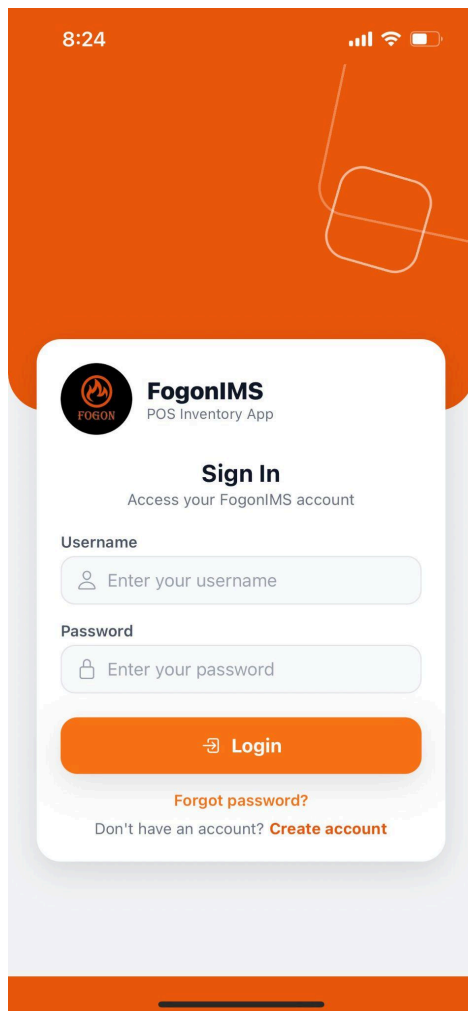 8:24
FOGON
FogonIMS
POS Inventory App
Sign In
Access your FogonIMS account
Username
Enter your username
Password
Enter your password
Login
Forgot password?
Don't have an account? Create account